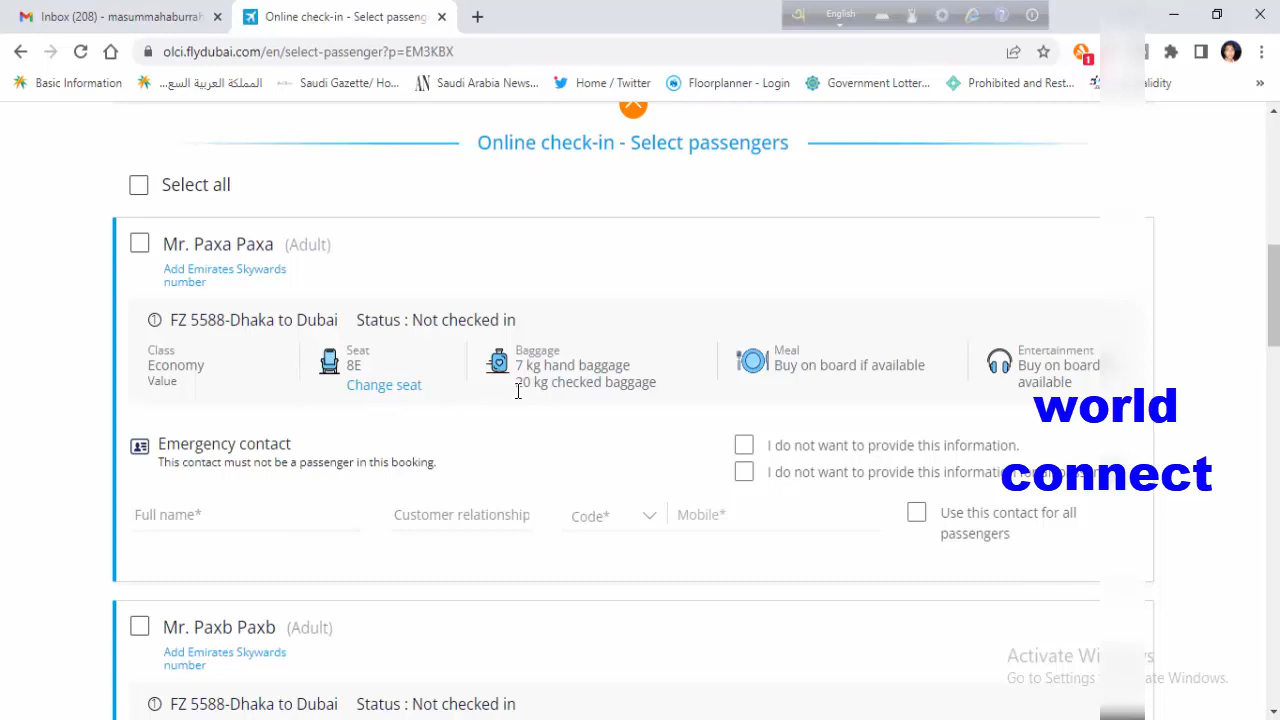 Inbox (208) - masummahaburrah
Online check-in - Select passeng
English
olci.flydubai.com/en/select-passenger?p=EM3KBX
1
Basic Information
المملكة العربية السع...
Saudi Gazette/ Ho...
Saudi Arabia News...
Home / Twitter
Floorplanner - Login
Government Lotter...
Prohibited and Rest...
Online check-in - Select passengers
Select all
Mr. Paxa Paxa (Adult)
Add Emirates Skywards
number
FZ 5588-Dhaka to Dubai Status : Not checked in
Class
Economy
Value
Seat
8E
Change seat
Baggage
7 kg hand baggage
20 kg checked baggage
Meal
Buy on board if available
Entertainment
Buy on board
available
world
connect
Emergency contact
This contact must not be a passenger in this booking.
I do not want to provide this information.
I do not want to provide this information
Full name*
Customer relationship
Code*
Mobile*
Use this contact for all
passengers
Mr. Paxb Paxb (Adult)
Add Emirates Skywards
number
FZ 5588-Dhaka to Dubai Status : Not checked in
Activate Windows
Go to Settings to activate Windows.